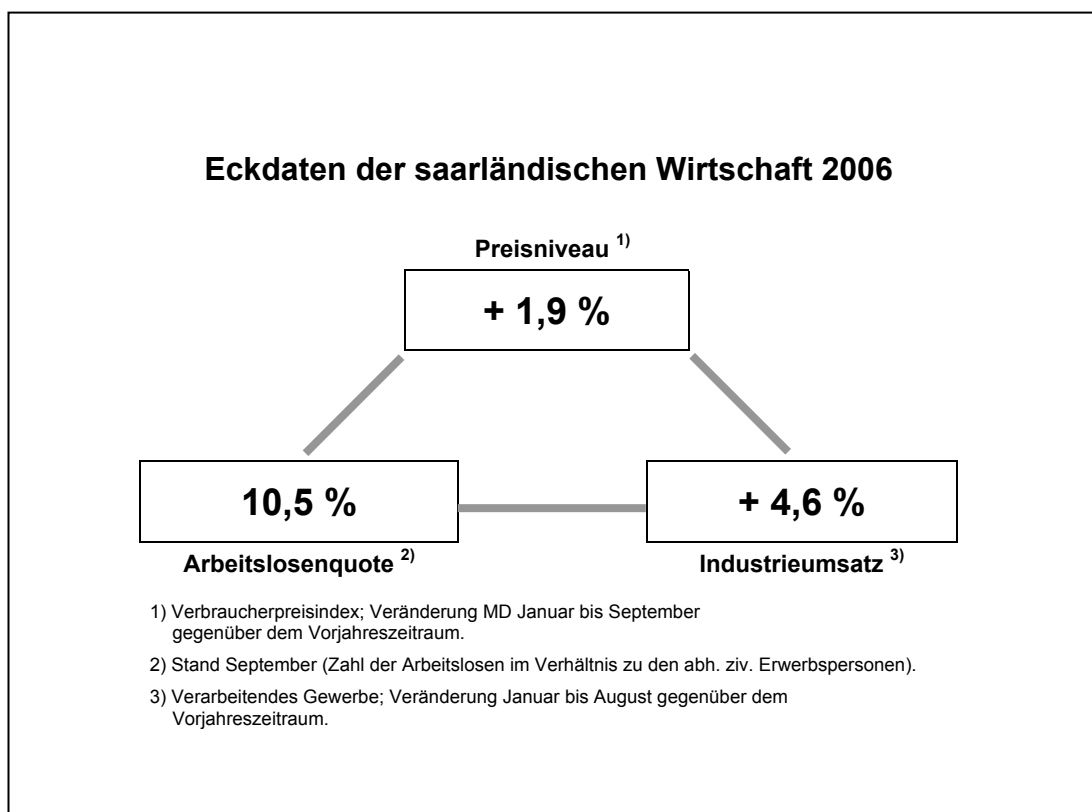 Eckdaten der saarländischen Wirtschaft 2006
Preisniveau 1)
+ 1,9 %
10,5 %
+ 4,6 %
Arbeitslosenquote 2)
Industrieumsatz 3)
1) Verbraucherpreisindex; Veränderung MD Januar bis September
gegenüber dem Vorjahreszeitraum.
2) Stand September (Zahl der Arbeitslosen im Verhältnis zu den abh. ziv. Erwerbspersonen).
3) Verarbeitendes Gewerbe; Veränderung Januar bis August gegenüber dem
Vorjahreszeitraum.